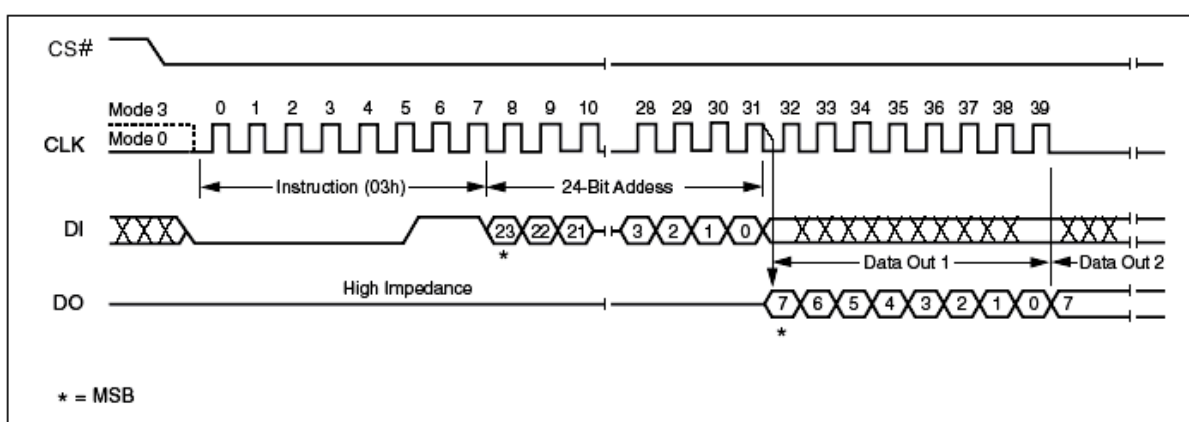 CS#
Mode 3
0 1 2 3 4 5 6 7 8 9 10 28 29 30 31 32 33 34 35 36 37 38 39
CLK
Mode 0
Instruction (03h)
24-Bit Addess
DI
23 22 21 3 2 1 0
*
Data Out 1
Data Out 2
High Impedance
DO
7 6 5 4 3 2 1 0 7
*
* = MSB